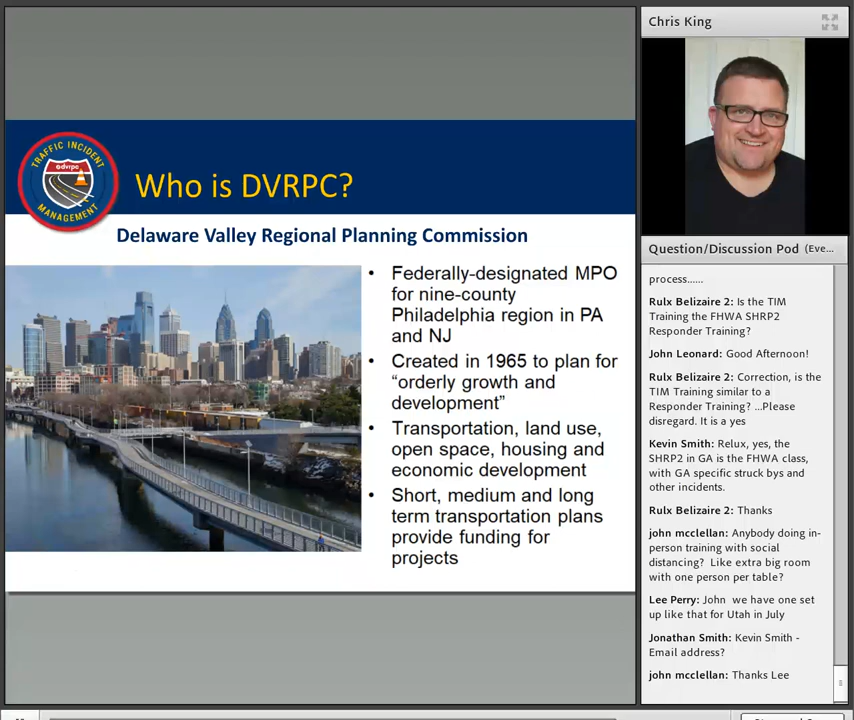 Chris King
TRAFFIC INCIDENT
dvrpc
MANAGEMENT
Who is DVRPC?
Delaware Valley Regional Planning Commission
• Federally-designated MPO
for nine-county
Philadelphia region in PA
and NJ
• Created in 1965 to plan for
“orderly growth and
development”
• Transportation, land use,
open space, housing and
economic development
• Short, medium and long
term transportation plans
provide funding for
projects
Question/Discussion Pod (Eve...
process......
Rulx Belizaire 2: Is the TIM
Training the FHWA SHRP2
Responder Training?
John Leonard: Good Afternoon!
Rulx Belizaire 2: Correction, is the
TIM Training similar to a
Responder Training? ...Please
disregard. It is a yes
Kevin Smith: Relux, yes, the
SHRP2 in GA is the FHWA class,
with GA specific struck bys and
other incidents.
Rulx Belizaire 2: Thanks
john mcclellan: Anybody doing in-
person training with social
distancing? Like extra big room
with one person per table?
Lee Perry: John we have one set
up like that for Utah in July
Jonathan Smith: Kevin Smith -
Email address?
john mcclellan: Thanks Lee